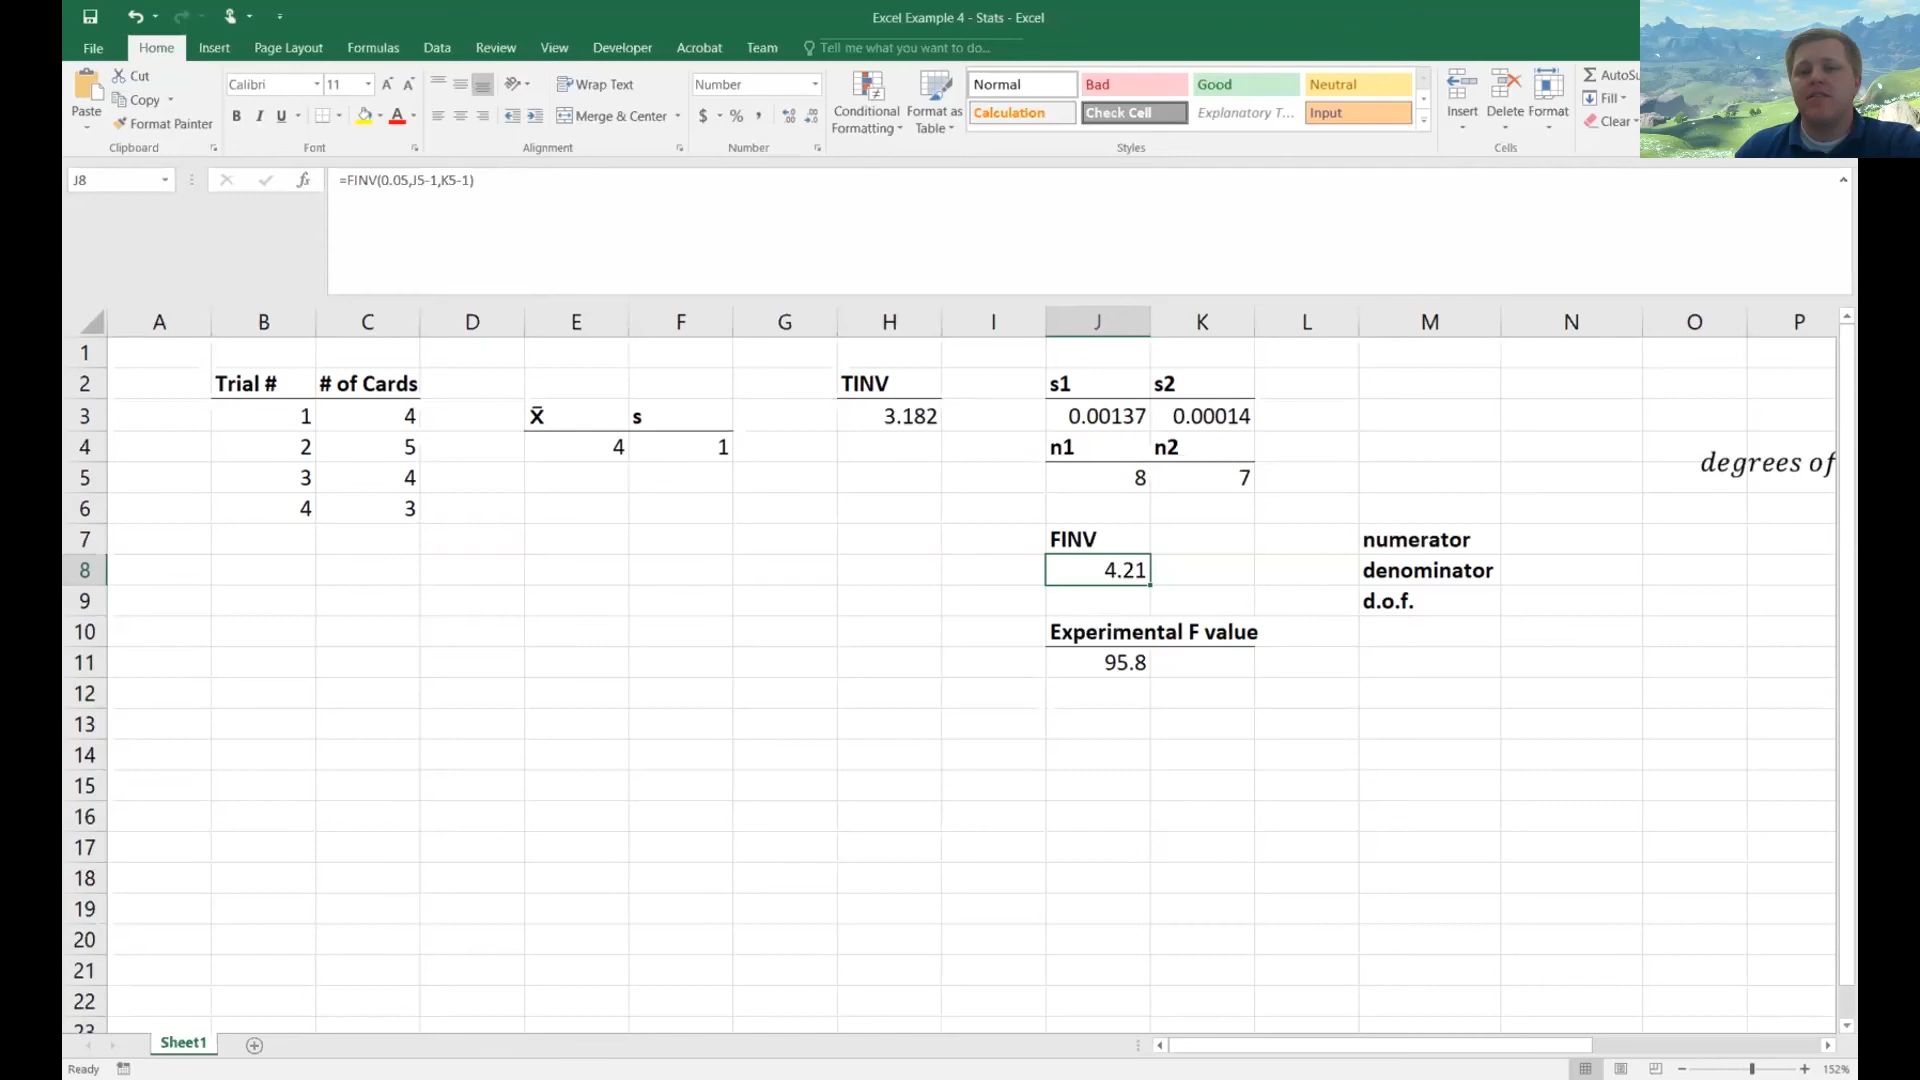 Excel Example 4 - Stats - Excel
File Home Insert Page Layout Formulas Data Review View Developer Acrobat Team Tell me what you want to do...
Paste
Cut
Copy
Format Painter
Clipboard
Calibri 11
B I U
Font
Wrap Text
Merge & Center
Alignment
Number
$ % ,
Number
Conditional Formatting
Format as Table
Normal Bad Good Neutral
Calculation Check Cell Explanatory T... Input
Styles
Insert Delete Format
Cells
AutoSu
Fill
Clear
J8 fx =FINV(0.05,J5-1,K5-1)
A B C D E F G H I J K L M N O P
1
2 Trial # # of Cards TINV s1 s2
3 1 4 X̄ s 3.182 0.00137 0.00014
4 2 5 4 1 n1 n2
degrees of
5 3 4 8 7
6 4 3
7 FINV numerator
8 4.21 denominator
9 d.o.f.
10 Experimental F value
11 95.8
12
13
14
15
16
17
18
19
20
21
22
23
Sheet1
Ready 152%